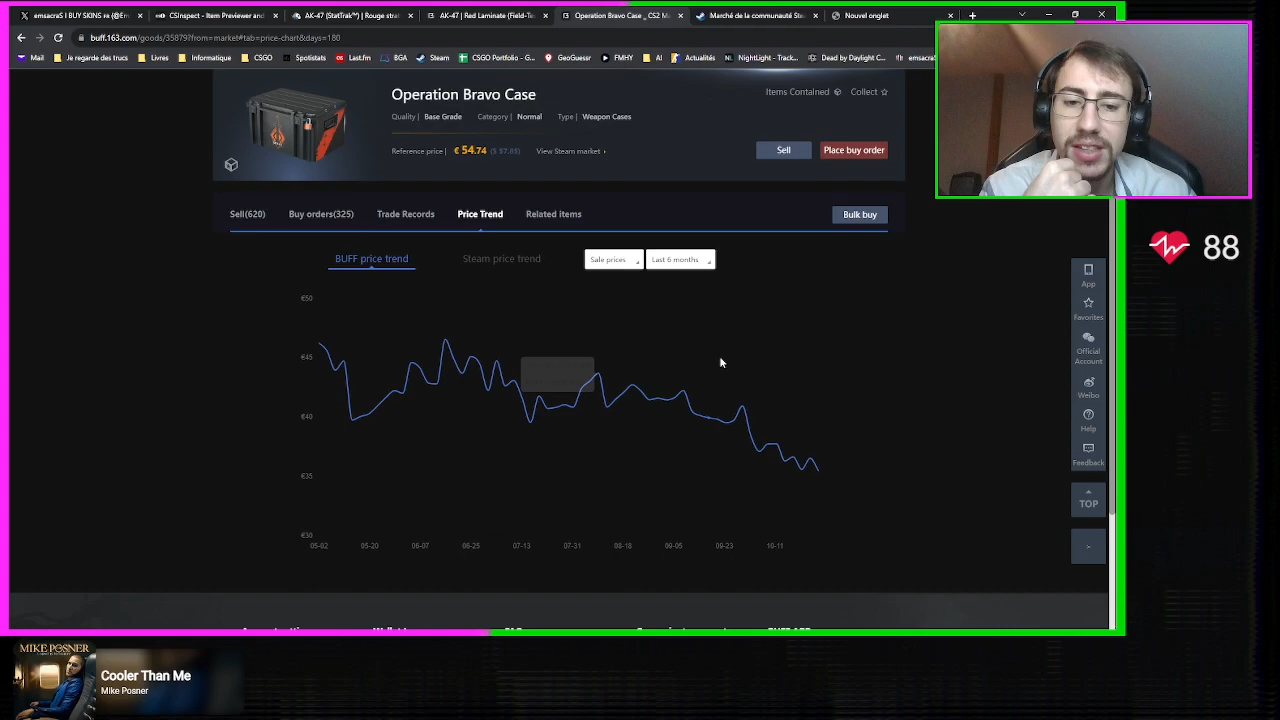 emsacraS I BUY SKINS FR (@Em
CSInspect - Item Previewer and
AK-47 (StatTrak™) | Rouge strat
AK-47 | Red Laminate (Field-Te
Operation Bravo Case _ CS2 M
Marché de la communauté Ste
Nouvel onglet
buff.163.com/goods/35879?from=market#tab=price-chart&days=180
Mail
Je regarde des trucs
Livres
Informatique
CSGO
Spotistats
Last.fm
BGA
Steam
CSGO Portfolio - G...
GeoGuessr
FMHY
AI
Actualités
NightLight - Track...
Dead by Daylight C...
emsacraS
Operation Bravo Case
Items Contained
Collect
Quality | Base Grade
Category | Normal
Type | Weapon Cases
Reference price | € 54.74
View Steam market
Sell
Place buy order
Sell(620)
Buy orders(325)
Trade Records
Price Trend
Related items
Bulk buy
BUFF price trend
Steam price trend
Sale prices
Last 6 months
€50
€45
€40
€35
€30
05-02
05-20
06-07
06-25
07-13
07-31
08-18
09-05
09-23
10-11
App
Favorites
Official
Account
Weibo
Help
Feedback
TOP
88
MIKE POSNER
Cooler Than Me
Mike Posner